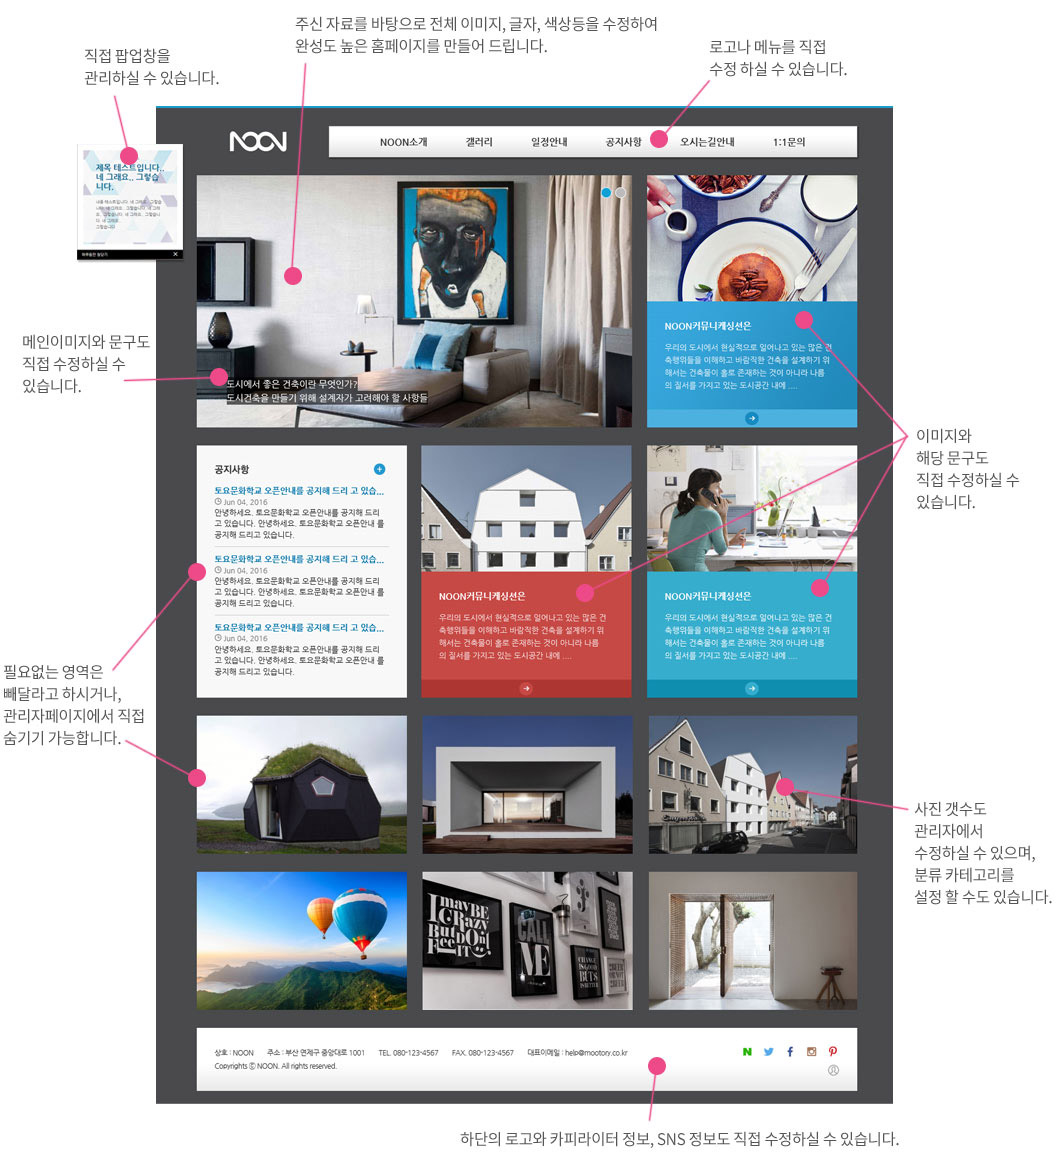 주신 자료를 바탕으로 전체 이미지, 글자, 색상등을 수정하여
완성도 높은 홈페이지를 만들어 드립니다.
직접 팝업창을
관리하실 수 있습니다.
로고나 메뉴를 직접
수정 하실 수 있습니다.
NOON
NOON소개 갤러리 일정안내 공지사항 오시는길안내 1:1문의
제목 테스트입니다..
네 그래요.. 그렇습
니다.
메인이미지와 문구도
직접 수정하실 수
있습니다.
도시에서 좋은 건축이란 무엇인가?
도시건축을 만들기 위해 설계자가 고려해야 할 사항들
NOON커뮤니케싱션은
우리의 도시에서 현실적으로 일어나고 있는 많은 건
축행위들을 이해하고 바람직한 건축을 설계하기 위
해서는 건축물이 홀로 존재하는 것이 아니라 나름
의 질서를 가지고 있는 도시공간 내에 ....
이미지와
해당 문구도
직접 수정하실 수
있습니다.
공지사항
토요문화학교 오픈안내를 공지해 드리 고 있습...
Jun 04, 2016
안녕하세요. 토요문화학교 오픈안내를 공지해 드리
고 있습니다. 안녕하세요. 토요문화학교 오픈안내 를
공지해 드리고 있습니다.
토요문화학교 오픈안내를 공지해 드리 고 있습...
Jun 04, 2016
안녕하세요. 토요문화학교 오픈안내를 공지해 드리
고 있습니다. 안녕하세요. 토요문화학교 오픈안내 를
공지해 드리고 있습니다.
토요문화학교 오픈안내를 공지해 드리 고 있습...
Jun 04, 2016
안녕하세요. 토요문화학교 오픈안내를 공지해 드리
고 있습니다. 안녕하세요. 토요문화학교 오픈안내 를
공지해 드리고 있습니다.
NOON커뮤니케싱션은
우리의 도시에서 현실적으로 일어나고 있는 많은 건
축행위들을 이해하고 바람직한 건축을 설계하기 위
해서는 건축물이 홀로 존재하는 것이 아니라 나름
의 질서를 가지고 있는 도시공간 내에 ....
NOON커뮤니케싱션은
우리의 도시에서 현실적으로 일어나고 있는 많은 건
축행위들을 이해하고 바람직한 건축을 설계하기 위
해서는 건축물이 홀로 존재하는 것이 아니라 나름
의 질서를 가지고 있는 도시공간 내에 ....
필요없는 영역은
빼달라고 하시거나,
관리자페이지에서 직접
숨기기 가능합니다.
사진 갯수도
관리자에서
수정하실 수 있으며,
분류 카테고리를
설정 할 수도 있습니다.
I maYBE
CRaZy
BUT DOn't
Fee
IT
CALL
ME
CHANGE
IS GOOD
BUT
IS BETTER
상호 : NOON 주소 : 부산 연제구 중앙대로 1001 TEL. 080-123-4567 FAX. 080-123-4567 대표이메일 : help@mootory.co.kr
Copyrights ⓒ NOON. All rights reserved.
하단의 로고와 카피라이터 정보, SNS 정보도 직접 수정하실 수 있습니다.